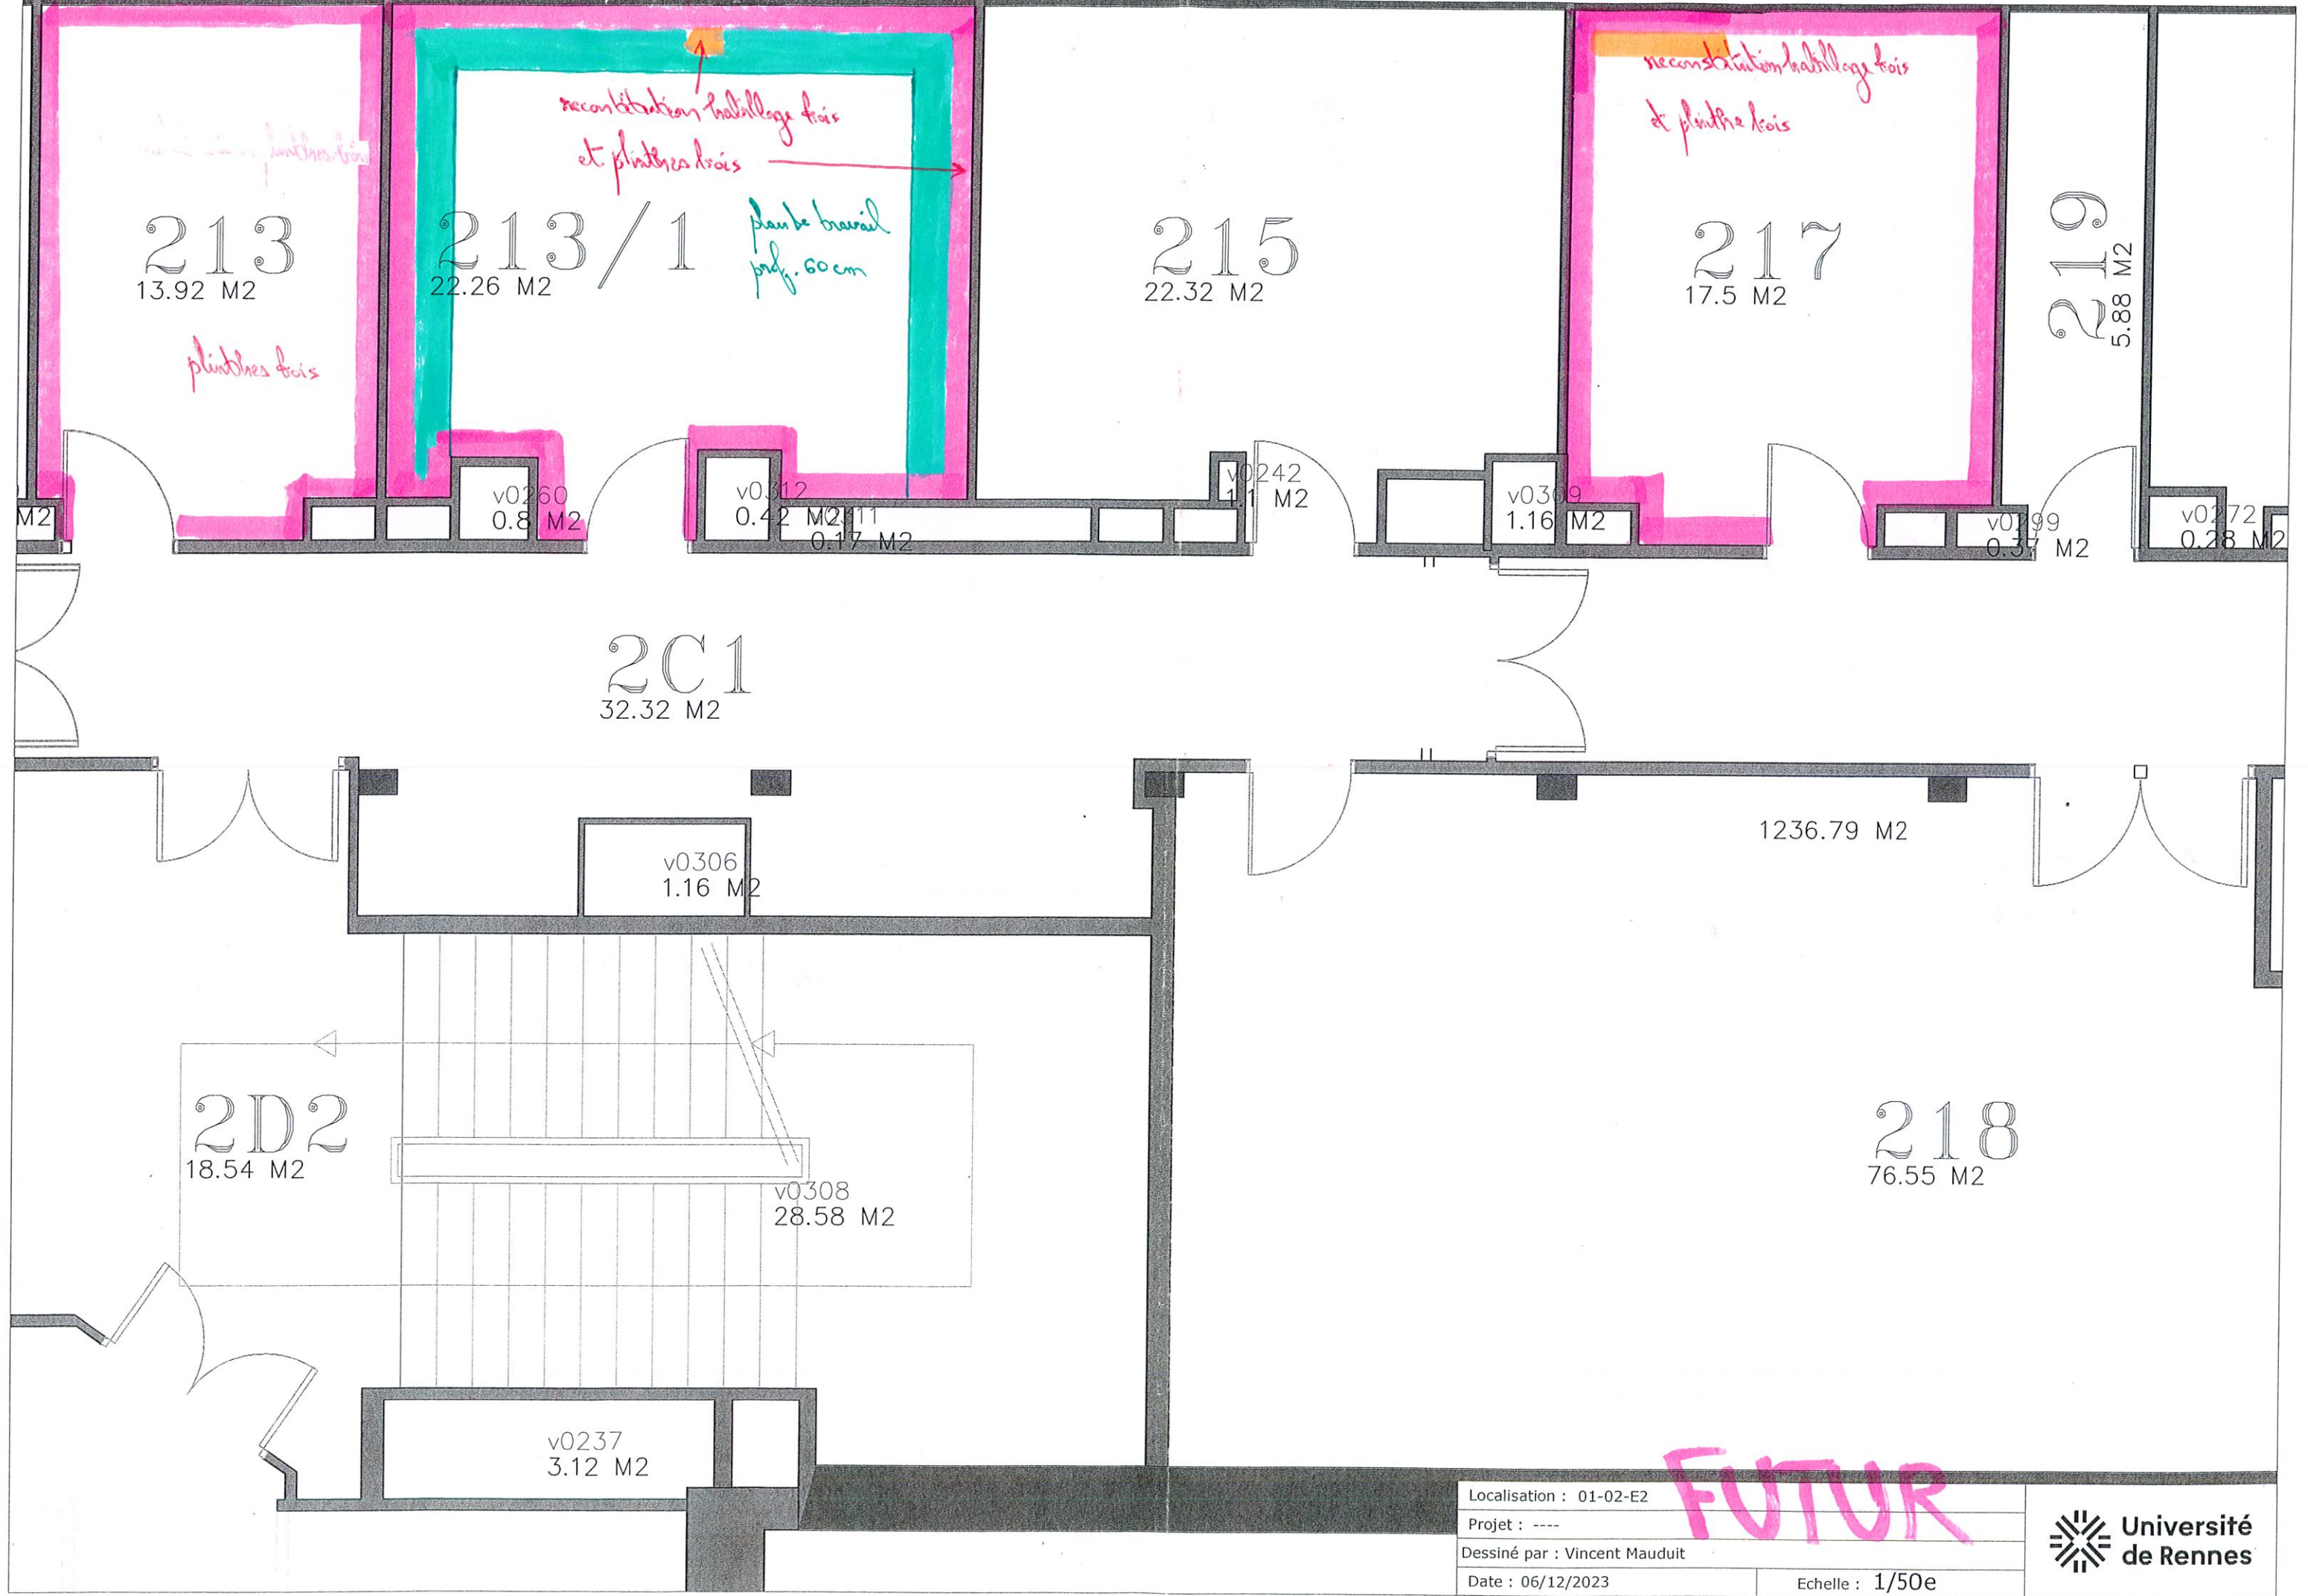 reconstitution habillage bois
et plinthes bois
reconstitution habillage bois
et plinthe bois
plinthes bois
213
13.92 M2
213/1
22.26 M2
plan de travail
prof. 60 cm
215
22.32 M2
217
17.5 M2
219
5.88 M2
plinthes bois
M2
v0260
0.8 M2
v0312
0.42 M2
0.17 M2
v0242
1.1 M2
v0309
1.16 M2
v0299
0.37 M2
v0272
0.28 M2
2C1
32.32 M2
v0306
1.16 M2
1236.79 M2
2D2
18.54 M2
v0308
28.58 M2
218
76.55 M2
v0237
3.12 M2
FUTUR
Localisation : 01-02-E2
Projet : ----
Dessiné par : Vincent Mauduit
Date : 06/12/2023
Echelle : 1/50e
Université
de Rennes